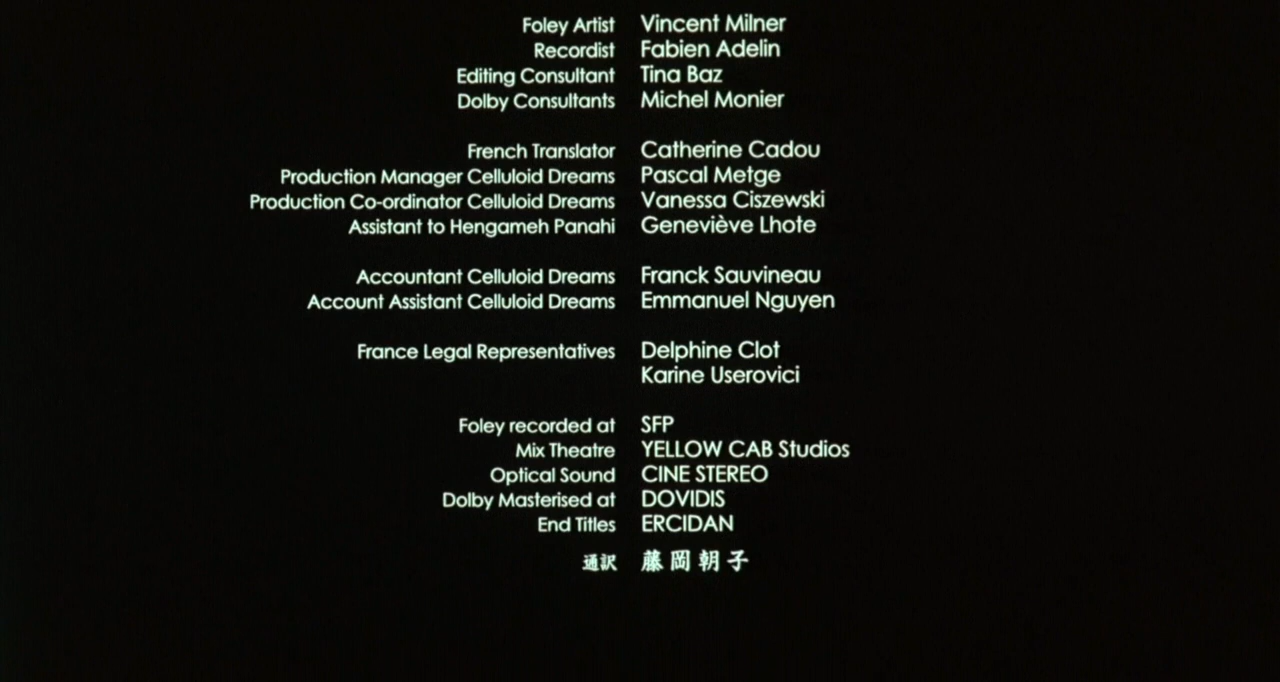 Foley Artist Vincent Milner
Recordist Fabien Adelin
Editing Consultant Tina Baz
Dolby Consultants Michel Monier
French Translator Catherine Cadou
Production Manager Celluloid Dreams Pascal Metge
Production Co-ordinator Celluloid Dreams Vanessa Ciszewski
Assistant to Hengameh Panahi Geneviève Lhote
Accountant Celluloid Dreams Franck Sauvineau
Account Assistant Celluloid Dreams Emmanuel Nguyen
France Legal Representatives Delphine Clot
Karine Userovici
Foley recorded at SFP
Mix Theatre YELLOW CAB Studios
Optical Sound CINE STEREO
Dolby Masterised at DOVIDIS
End Titles ERCIDAN
通訳 藤岡朝子